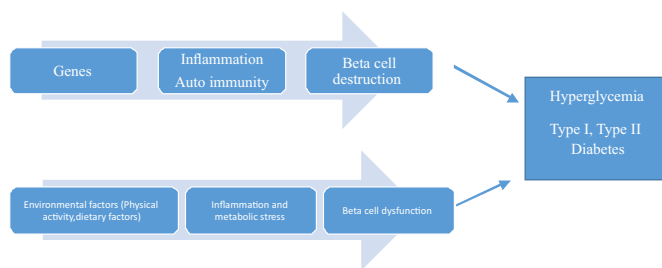 Genes
Inflammation
Auto immunity
Beta cell
destruction
Hyperglycemia
Type I, Type II
Diabetes
Environmental factors (Physical
activity,dietary factors)
Inflammation and
metabolic stress
Beta cell dysfunction